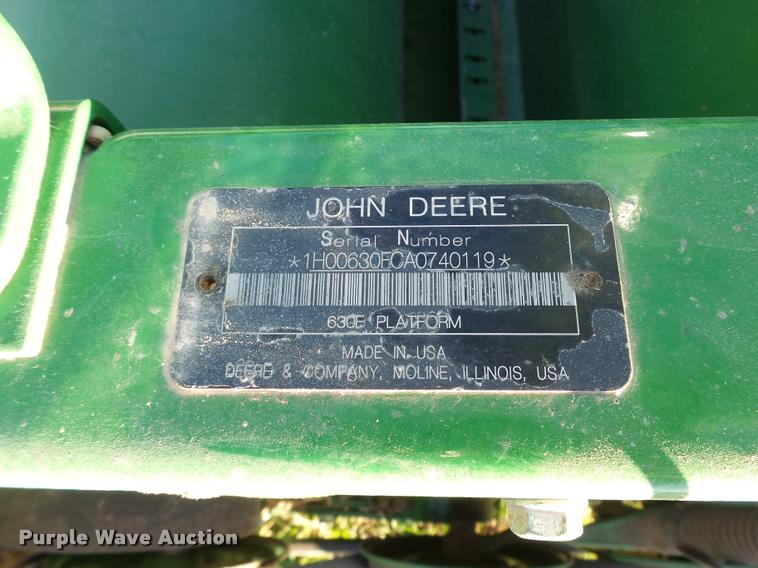 JOHN DEERE
Serial Number
*1H00630FCA0740119*
630F PLATFORM
MADE IN USA
DEERE & COMPANY, MOLINE, ILLINOIS, USA
Purple Wave Auction®